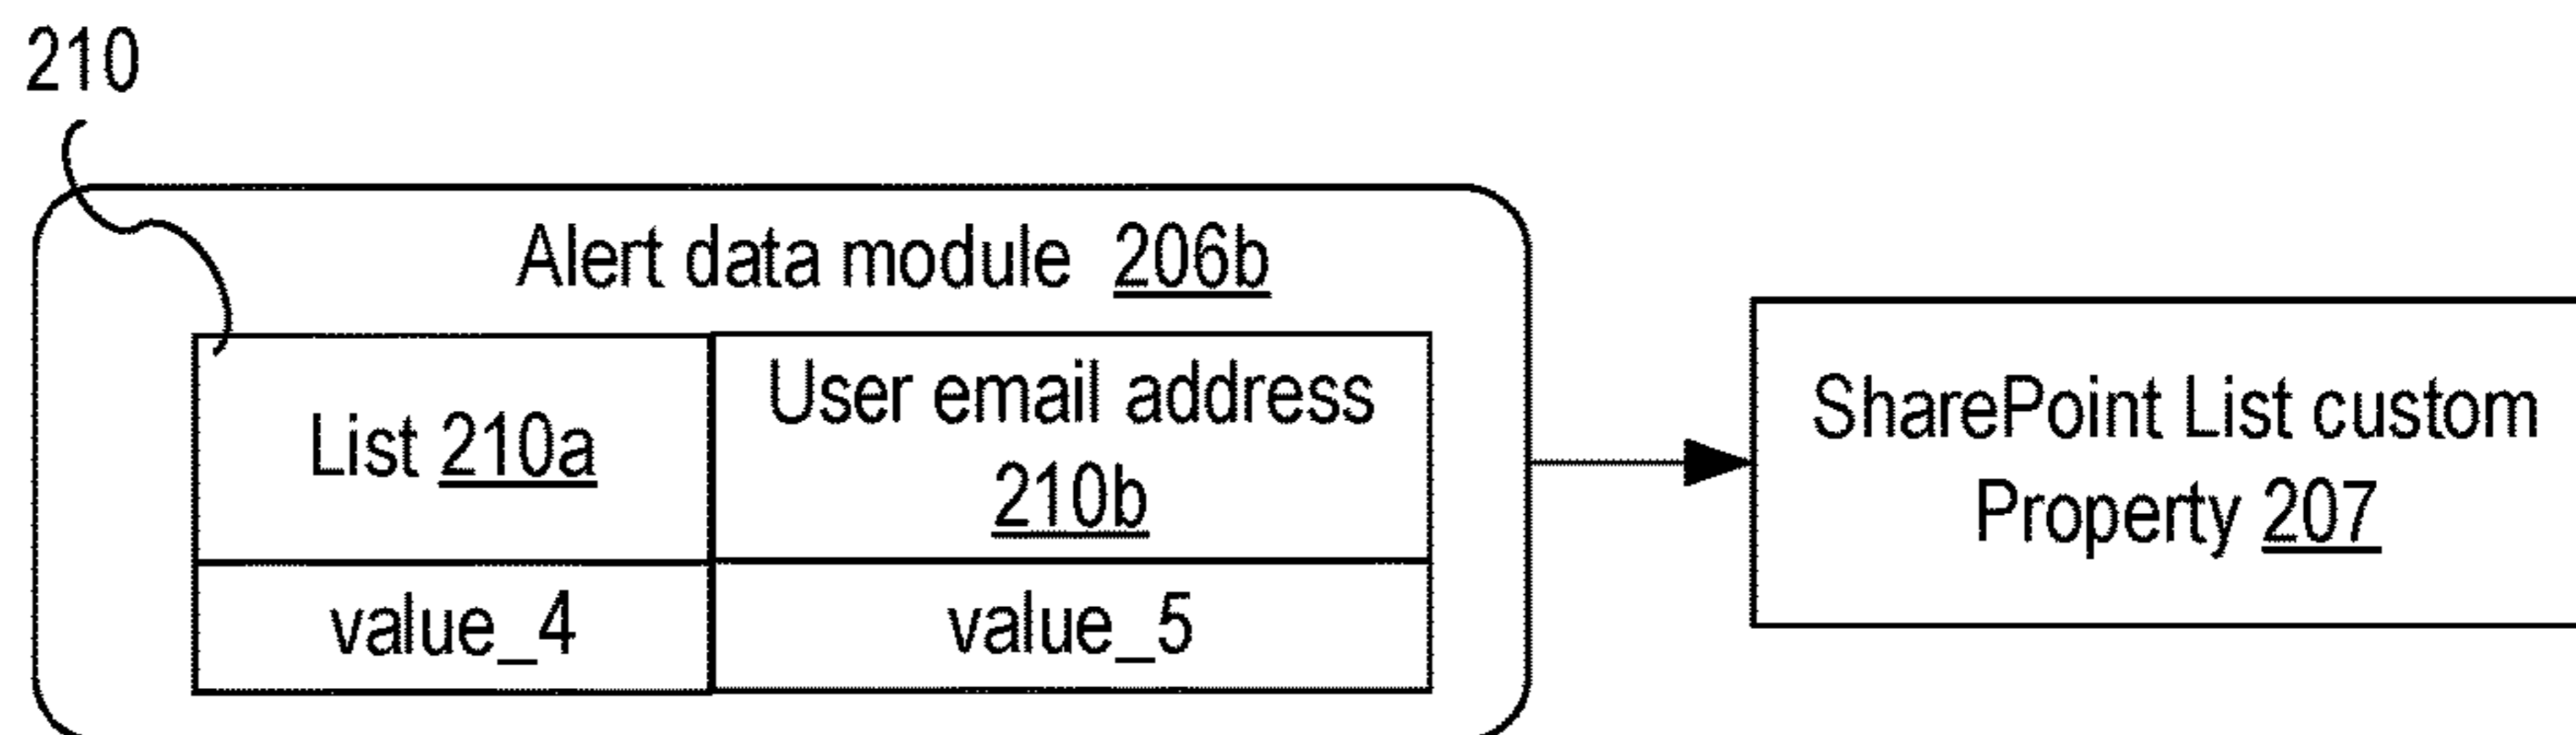 210
Alert data module 206b
List 210a
User email address
210b
value_4
value_5
SharePoint List custom
Property 207